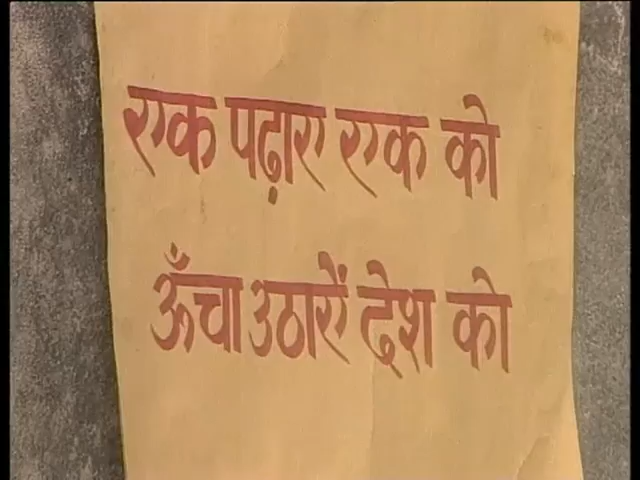 एक पढ़ाए एक को
ऊँचा उठाएें देश को